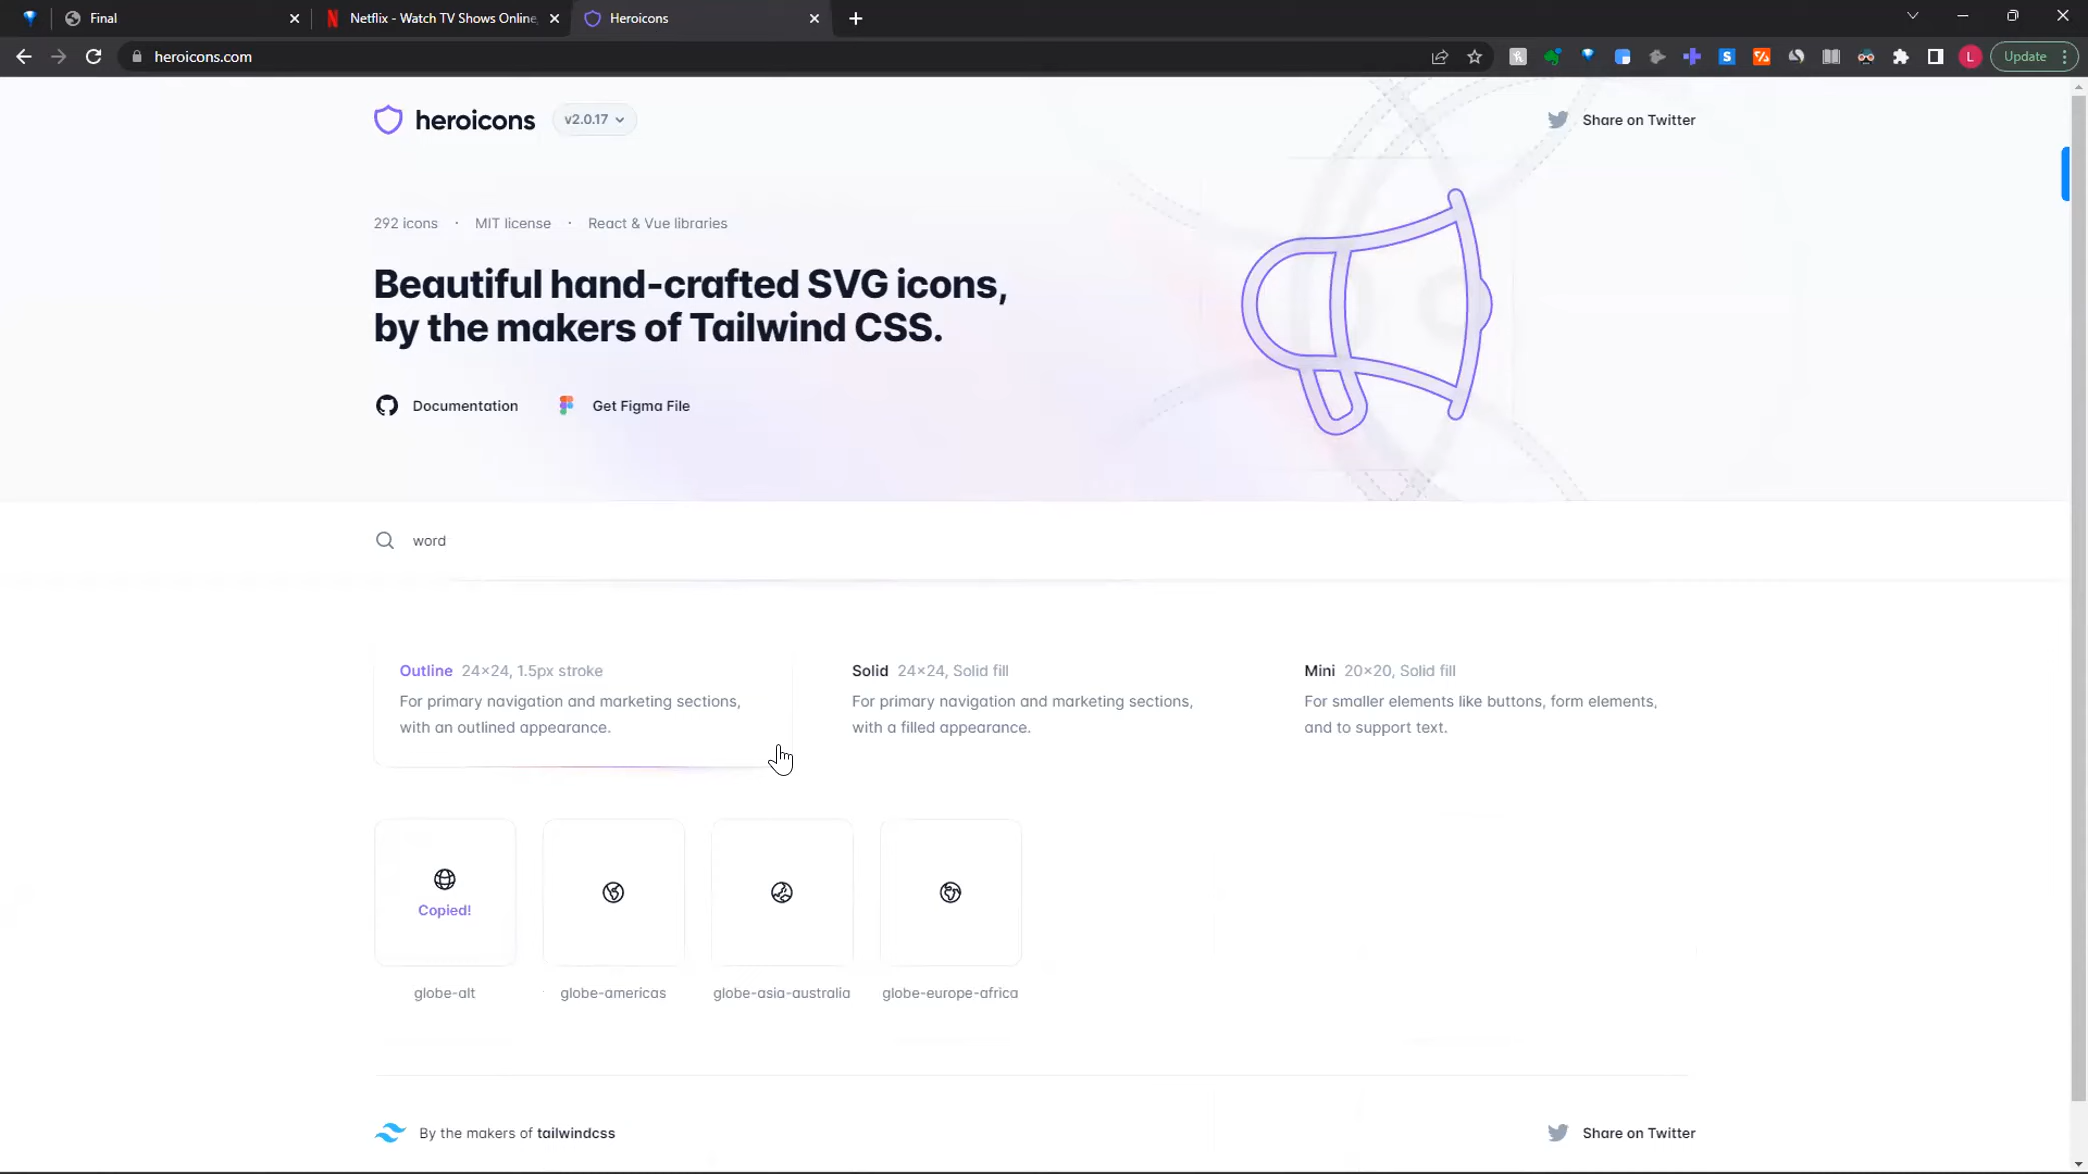 Final
Netflix - Watch TV Shows Online,
Heroicons
heroicons.com
L
Update
heroicons
v2.0.17
Share on Twitter
292 icons · MIT license · React & Vue libraries
Beautiful hand-crafted SVG icons,
by the makers of Tailwind CSS.
Documentation
Get Figma File
word
Outline 24×24, 1.5px stroke
For primary navigation and marketing sections,
with an outlined appearance.
Solid 24×24, Solid fill
For primary navigation and marketing sections,
with a filled appearance.
Mini 20×20, Solid fill
For smaller elements like buttons, form elements,
and to support text.
Copied!
globe-alt
globe-americas
globe-asia-australia
globe-europe-africa
By the makers of tailwindcss
Share on Twitter